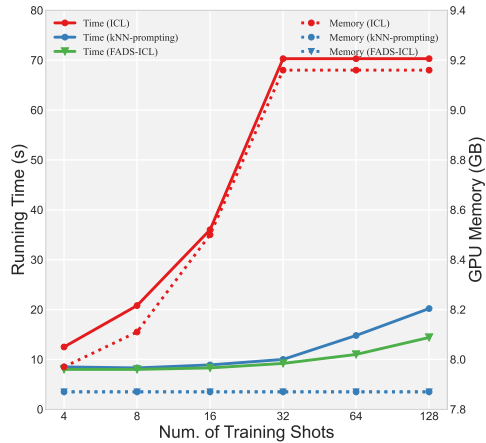 80
70
60
50
40
30
20
10
0
Running Time (s)
Time (ICL)
Time (kNN-prompting)
Time (FADS-ICL)
Memory (ICL)
Memory (kNN-prompting)
Memory (FADS-ICL)
9.4
9.2
9.0
8.8
8.6
8.4
8.2
8.0
7.8
GPU Memory (GB)
4 8 16 32 64 128
Num. of Training Shots